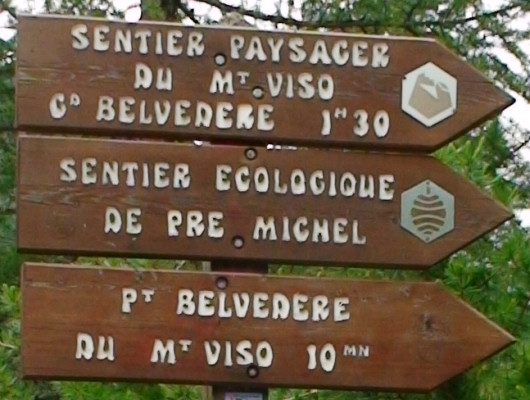 SENTIER PAYSAGER
DU MT VISO
GD BELVEDERE 1H30
SENTIER ECOLOGIQUE
DE PRE MICHEL
PT BELVEDERE
DU MT VISO 10MN